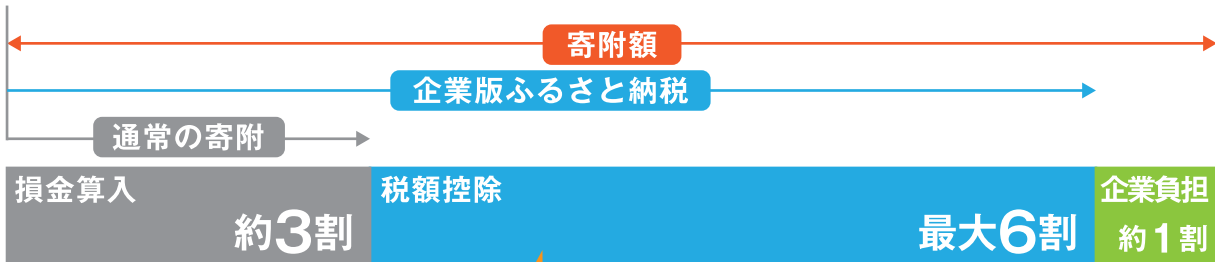 寄附額
企業版ふるさと納税
通常の寄附
損金算入
約3割
税額控除
最大6割
企業負担
約1割